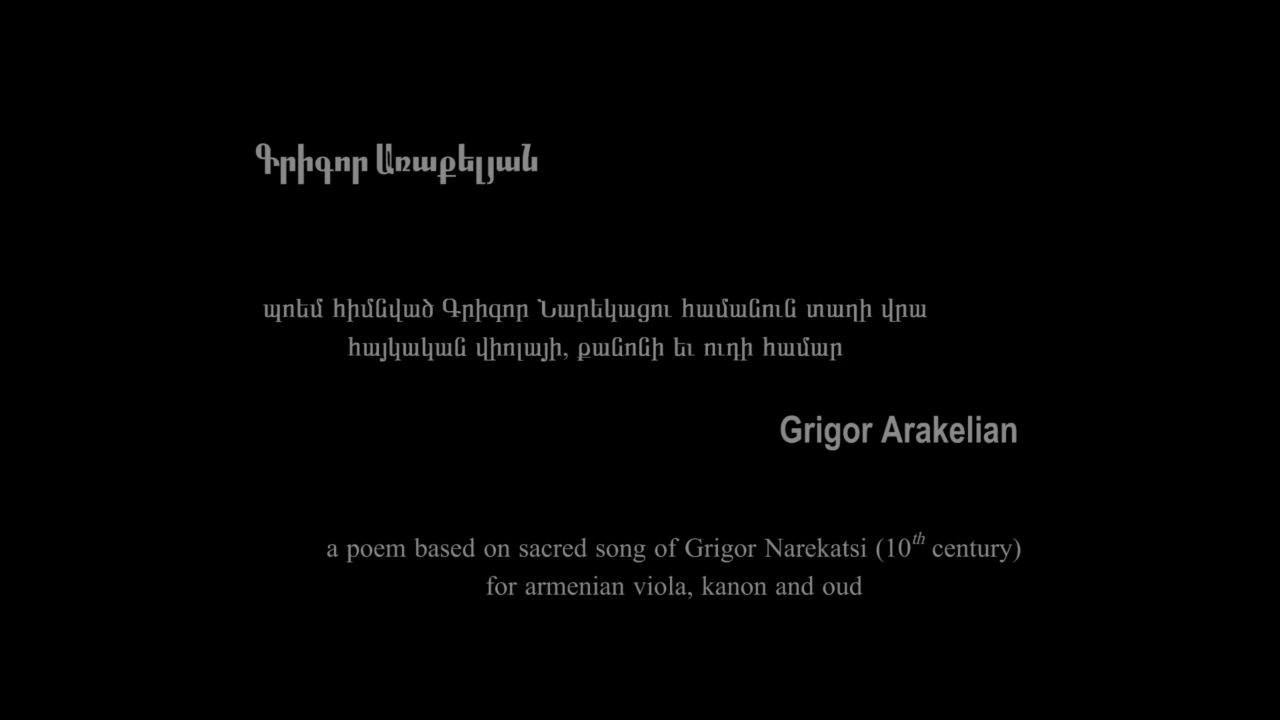 Գրիգոր Առաքելյան
պոեմ հիմնված Գրիգոր Նարեկացու համանուն տաղի վրա
հայկական վիոլայի, քանոնի եւ ուդի համար
Grigor Arakelian
a poem based on sacred song of Grigor Narekatsi (10th century)
for armenian viola, kanon and oud